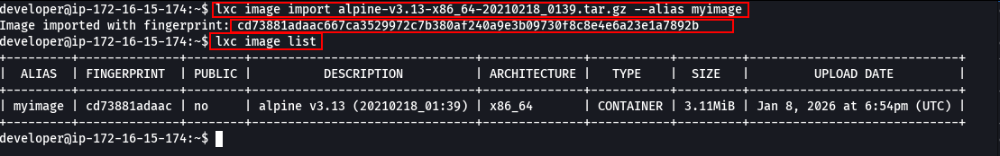 developer@ip-172-16-15-174:~$ lxc image import alpine-v3.13-x86_64-20210218_0139.tar.gz --alias myimage
Image imported with fingerprint: cd73881adaac667ca3529972c7b380af240a9e3b09730f8c8e4e6a23e1a7892b
developer@ip-172-16-15-174:~$ lxc image list
| ALIAS | FINGERPRINT | PUBLIC | DESCRIPTION | ARCHITECTURE | TYPE | SIZE | UPLOAD DATE |
| myimage | cd73881adaac | no | alpine v3.13 (20210218_01:39) | x86_64 | CONTAINER | 3.11MiB | Jan 8, 2026 at 6:54pm (UTC) |
developer@ip-172-16-15-174:~$